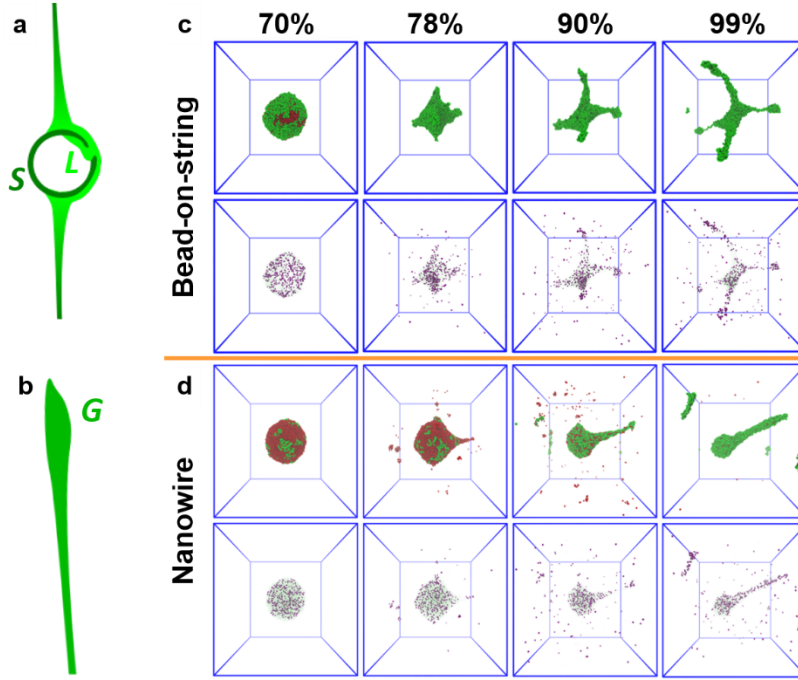 a
c
70%
78%
90%
99%
Bead-on-string
S
L
b
G
d
Nanowire